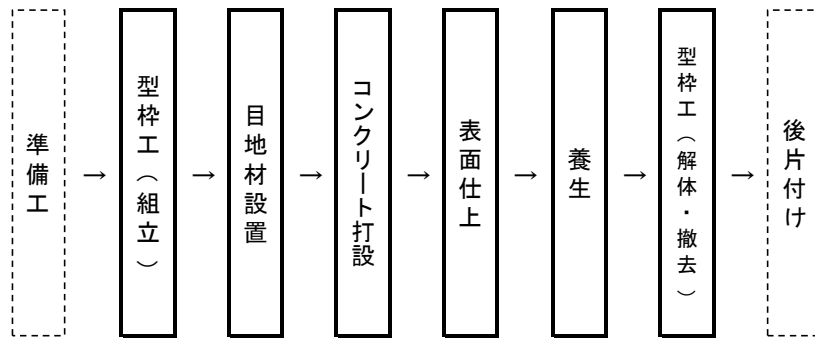 準備工
→
型枠工（組立）
→
目地材設置
→
コンクリート打設
→
表面仕上
→
養生
→
型枠工（解体・撤去）
→
後片付け